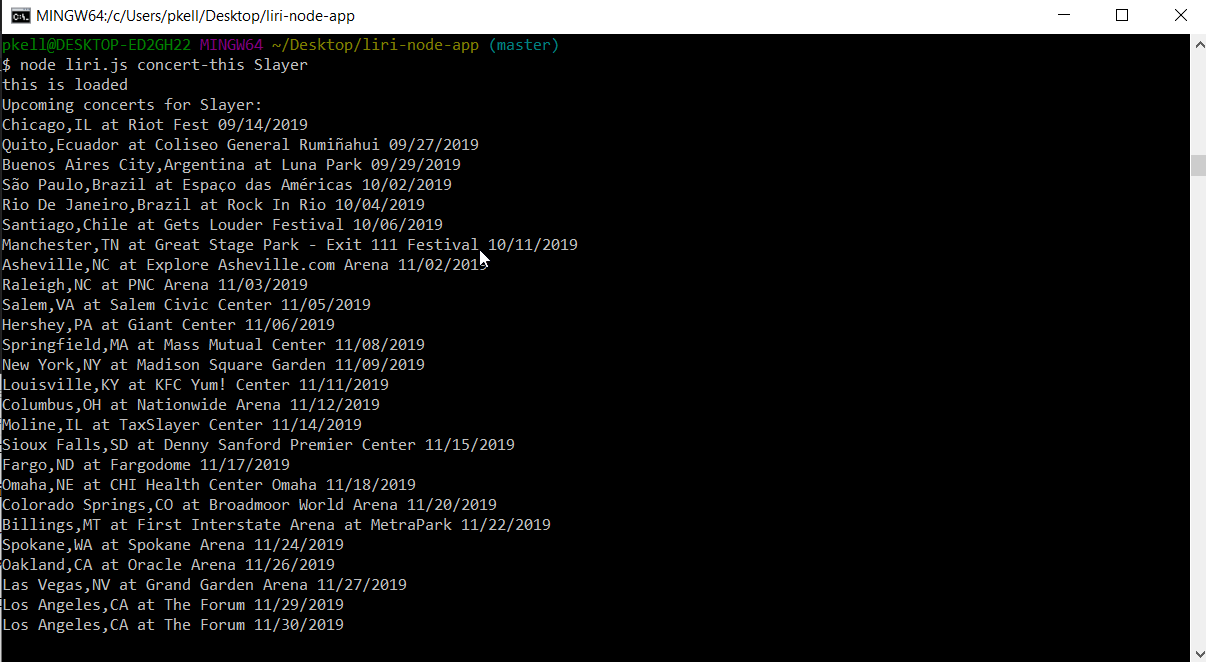 MINGW64:/c/Users/pkell/Desktop/liri-node-app
pkell@DESKTOP-ED2GH22 MINGW64 ~/Desktop/liri-node-app (master)
$ node liri.js concert-this Slayer
this is loaded
Upcoming concerts for Slayer:
Chicago,IL at Riot Fest 09/14/2019
Quito,Ecuador at Coliseo General Rumiñahui 09/27/2019
Buenos Aires City,Argentina at Luna Park 09/29/2019
São Paulo,Brazil at Espaço das Américas 10/02/2019
Rio De Janeiro,Brazil at Rock In Rio 10/04/2019
Santiago,Chile at Gets Louder Festival 10/06/2019
Manchester,TN at Great Stage Park - Exit 111 Festival 10/11/2019
Asheville,NC at Explore Asheville.com Arena 11/02/2019
Raleigh,NC at PNC Arena 11/03/2019
Salem,VA at Salem Civic Center 11/05/2019
Hershey,PA at Giant Center 11/06/2019
Springfield,MA at Mass Mutual Center 11/08/2019
New York,NY at Madison Square Garden 11/09/2019
Louisville,KY at KFC Yum! Center 11/11/2019
Columbus,OH at Nationwide Arena 11/12/2019
Moline,IL at TaxSlayer Center 11/14/2019
Sioux Falls,SD at Denny Sanford Premier Center 11/15/2019
Fargo,ND at Fargodome 11/17/2019
Omaha,NE at CHI Health Center Omaha 11/18/2019
Colorado Springs,CO at Broadmoor World Arena 11/20/2019
Billings,MT at First Interstate Arena at MetraPark 11/22/2019
Spokane,WA at Spokane Arena 11/24/2019
Oakland,CA at Oracle Arena 11/26/2019
Las Vegas,NV at Grand Garden Arena 11/27/2019
Los Angeles,CA at The Forum 11/29/2019
Los Angeles,CA at The Forum 11/30/2019